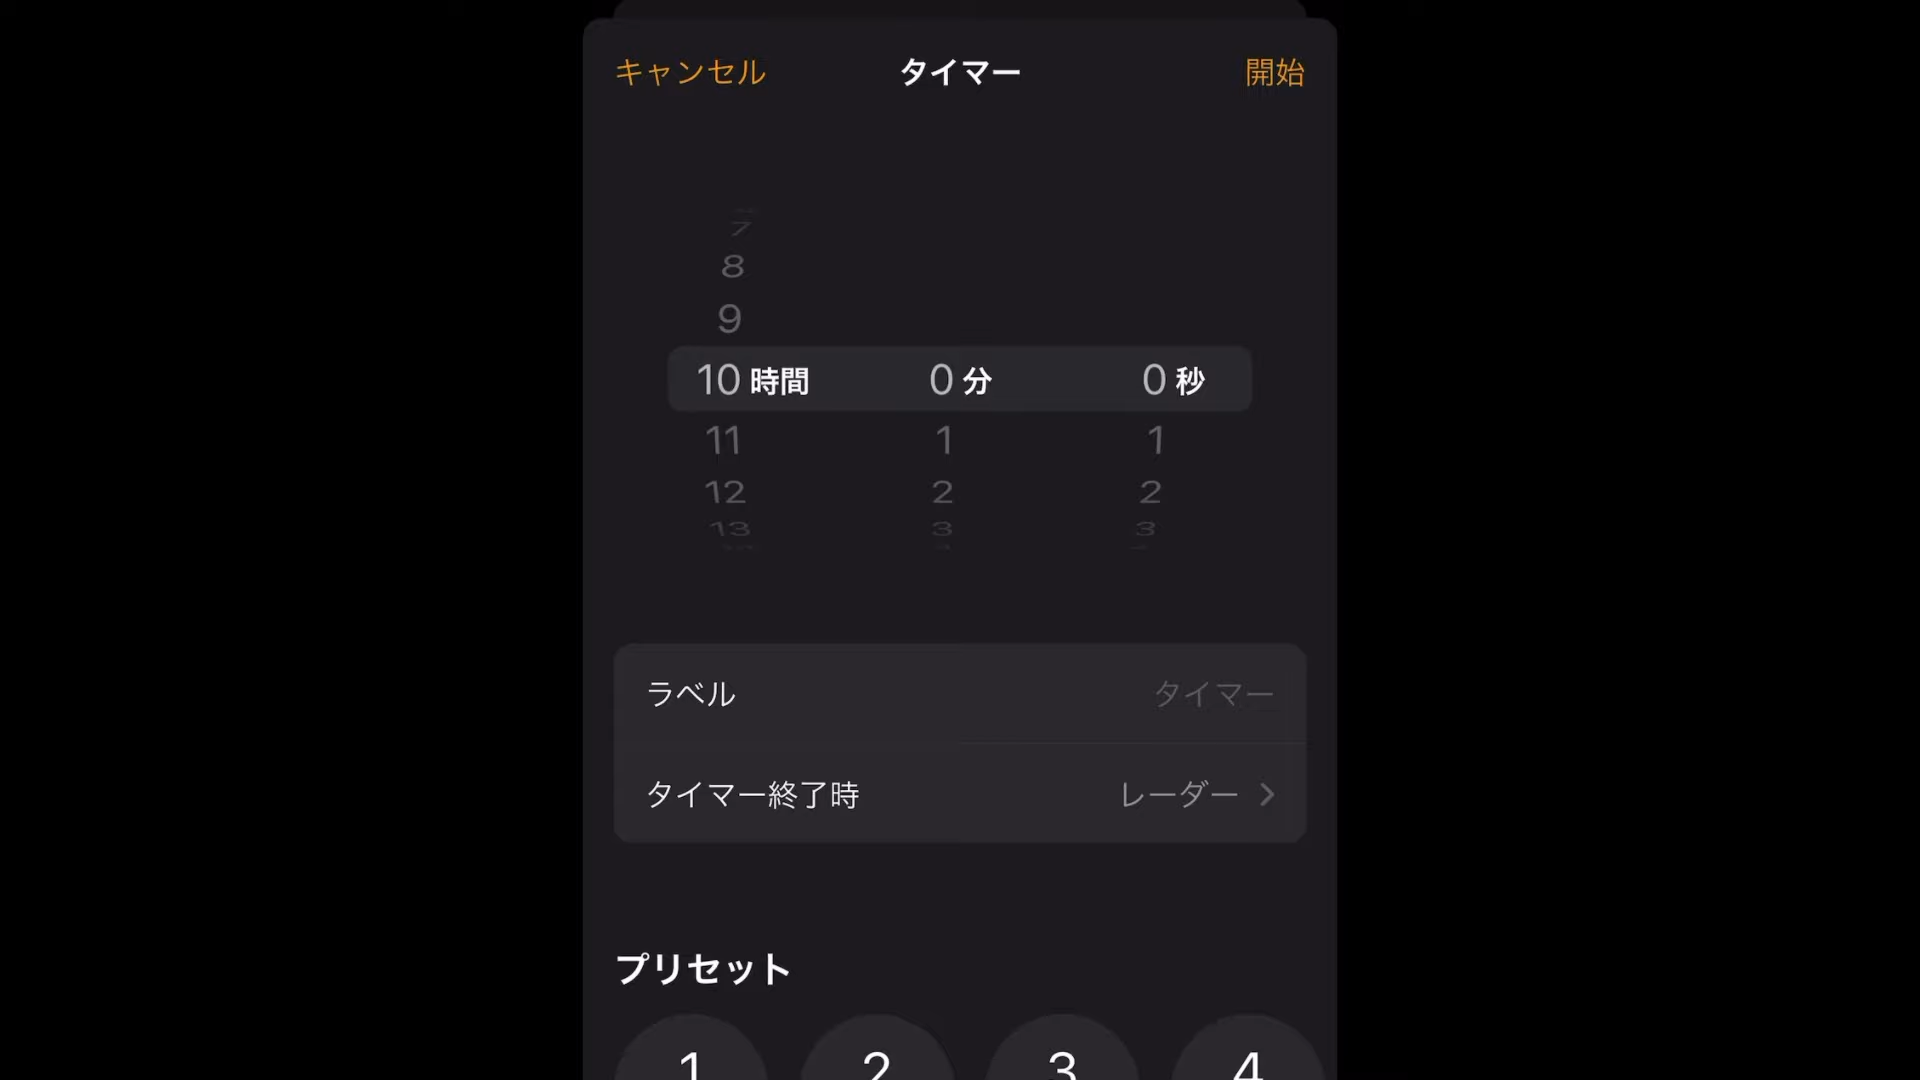 キャンセル タイマー 開始
7
8
9
10 時間 0 分 0 秒
11 1 1
12 2 2
13 3 3
ラベル タイマー
タイマー終了時 レーダー
プリセット
1 2 3 4